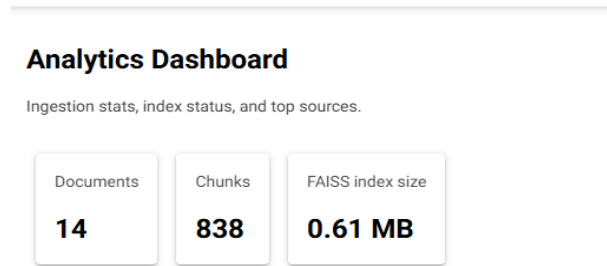 Analytics Dashboard
Ingestion stats, index status, and top sources.
Documents Chunks FAISS index size
14 838 0.61 MB